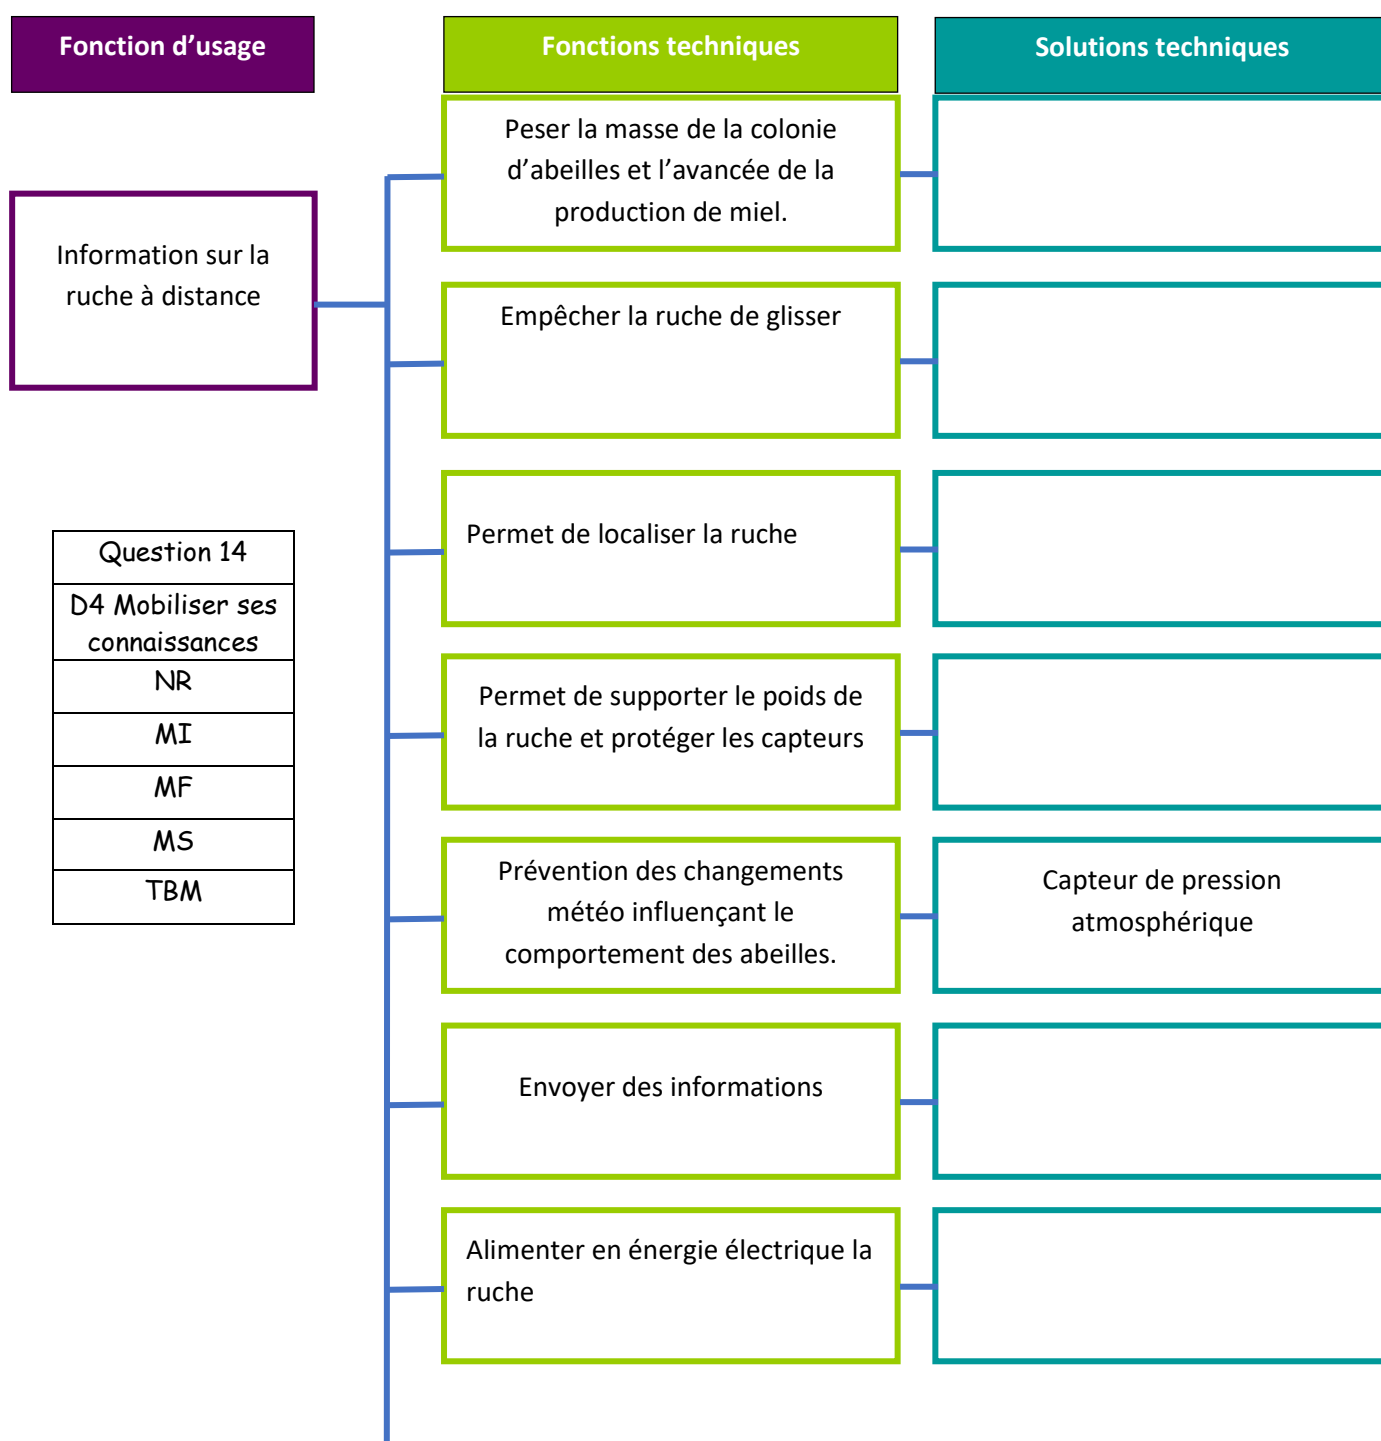 Fonction d’usage
Fonctions techniques
Solutions techniques
Peser la masse de la colonie
d’abeilles et l’avancée de la
production de miel.
Information sur la
ruche à distance
Empêcher la ruche de glisser
Permet de localiser la ruche
Question 14
D4 Mobiliser ses
connaissances
NR
MI
MF
MS
TBM
Permet de supporter le poids de
la ruche et protéger les capteurs
Prévention des changements
météo influençant le
comportement des abeilles.
Capteur de pression
atmosphérique
Envoyer des informations
Alimenter en énergie électrique la
ruche